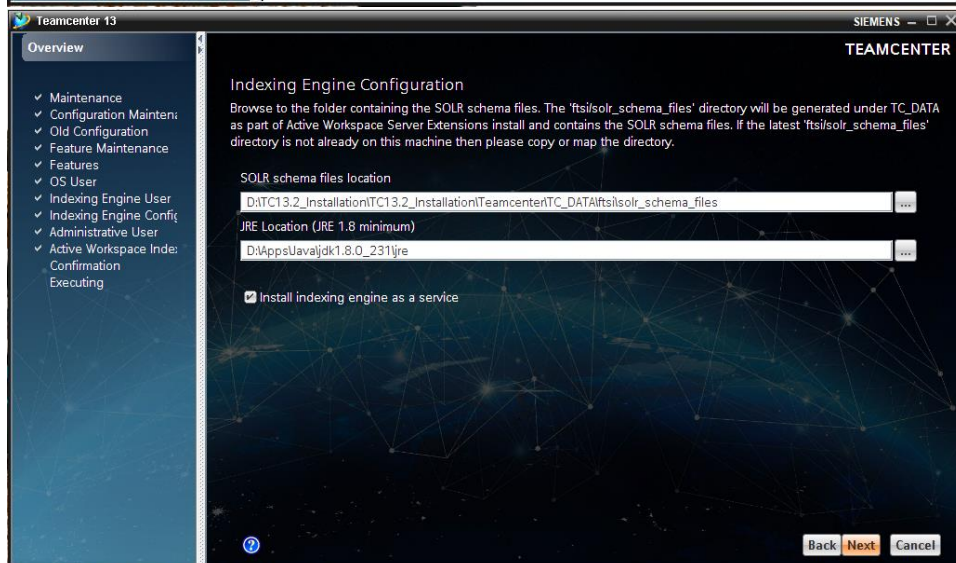 Teamcenter 13
SIEMENS
Overview
TEAMCENTER
Maintenance
Configuration Maintena
Old Configuration
Feature Maintenance
Features
OS User
Indexing Engine User
Indexing Engine Config
Administrative User
Active Workspace Index
Confirmation
Executing
Indexing Engine Configuration
Browse to the folder containing the SOLR schema files. The 'ftsi/solr_schema_files' directory will be generated under TC_DATA
as part of Active Workspace Server Extensions install and contains the SOLR schema files. If the latest 'ftsi/solr_schema_files'
directory is not already on this machine then please copy or map the directory.
SOLR schema files location
D:\TC13.2_Installation\TC13.2_Installation\Teamcenter\TC_DATA\ftsi\solr_schema_files
...
JRE Location (JRE 1.8 minimum)
D:\Apps\Java\jdk1.8.0_231\jre
...
Install indexing engine as a service
?
Back Next Cancel